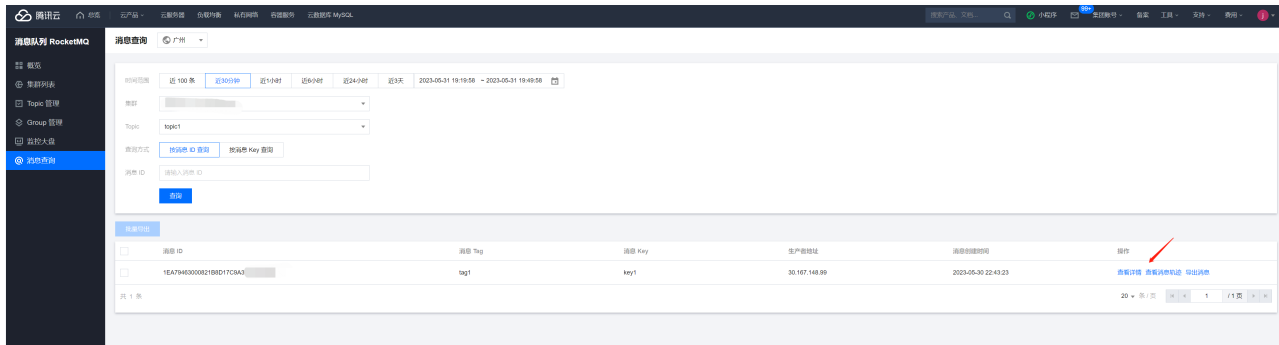 腾讯云 总览 云产品 云服务器 负载均衡 私有网络 容器服务 云数据库 MySQL 搜索产品、文档... 小程序 99+ 集团账号 备案 工具 支持 费用 j
消息队列 RocketMQ
消息查询 广州
概览
集群列表
Topic 管理
Group 管理
监控大盘
消息查询
时间范围 近 100 条 近30分钟 近1小时 近6小时 近24小时 近3天 2023-05-31 19:19:58 ~ 2023-05-31 19:49:58
集群
Topic topic1
查询方式 按消息 ID 查询 按消息 Key 查询
消息 ID 请输入消息 ID
查询
批量导出
消息 ID 消息 Tag 消息 Key 生产者地址 消息创建时间 操作
1EA79463000821B8D17C9A3 tag1 key1 30.167.148.99 2023-05-30 22:43:23 查看详情 查看消息轨迹 导出消息
共 1 条 20 条 / 页 1 / 1 页